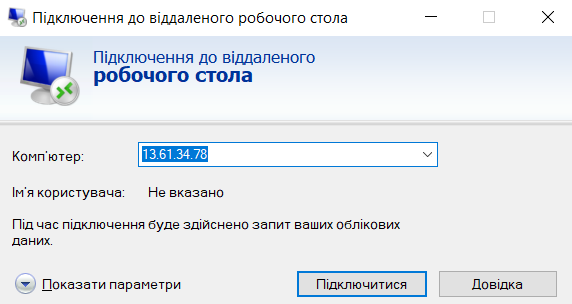 Підключення до віддаленого робочого стола
Підключення до віддаленого
робочого стола
Комп'ютер:
13.61.34.78
Ім'я користувача:
Не вказано
Під час підключення буде здійснено запит ваших облікових
даних.
Показати параметри
Підключитися
Довідка